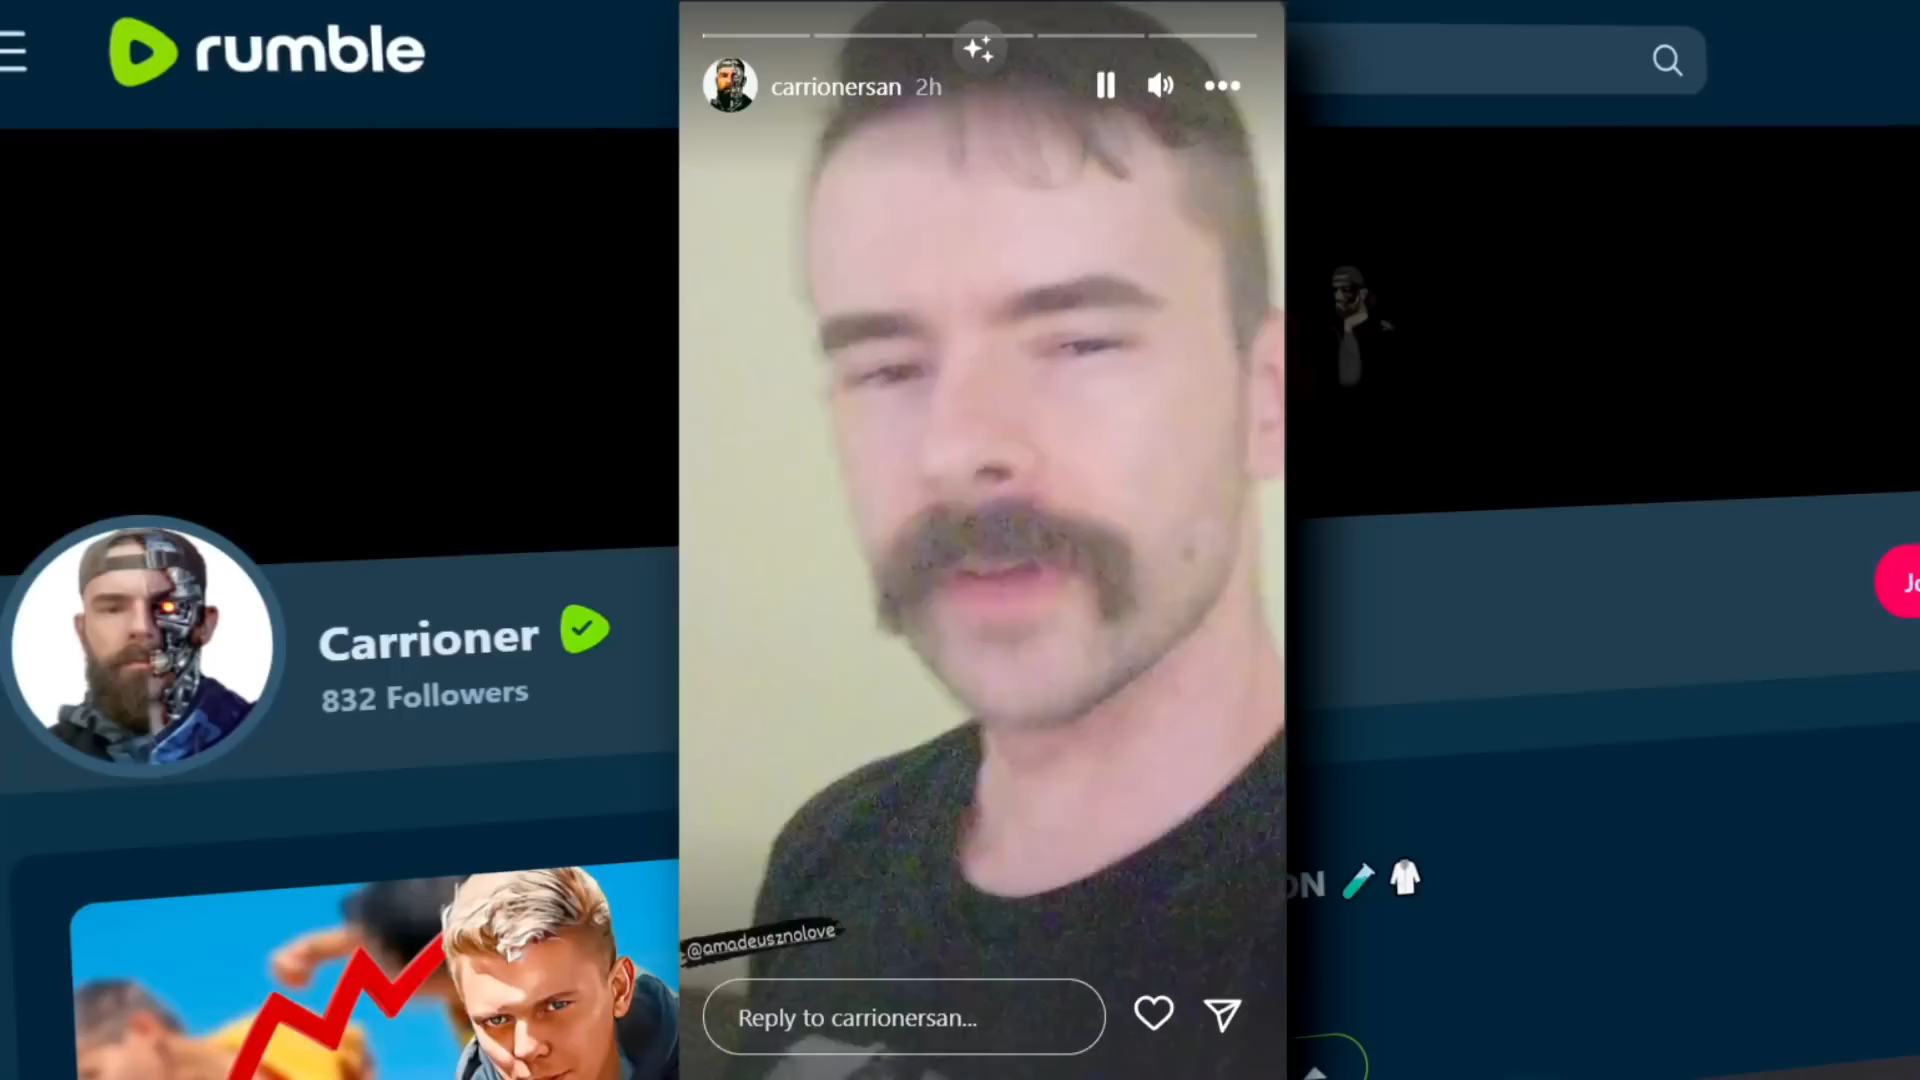 rumble
carrionersan 2h
Carrioner
832 Followers
@amadeusznolove
Reply to carrionersan...